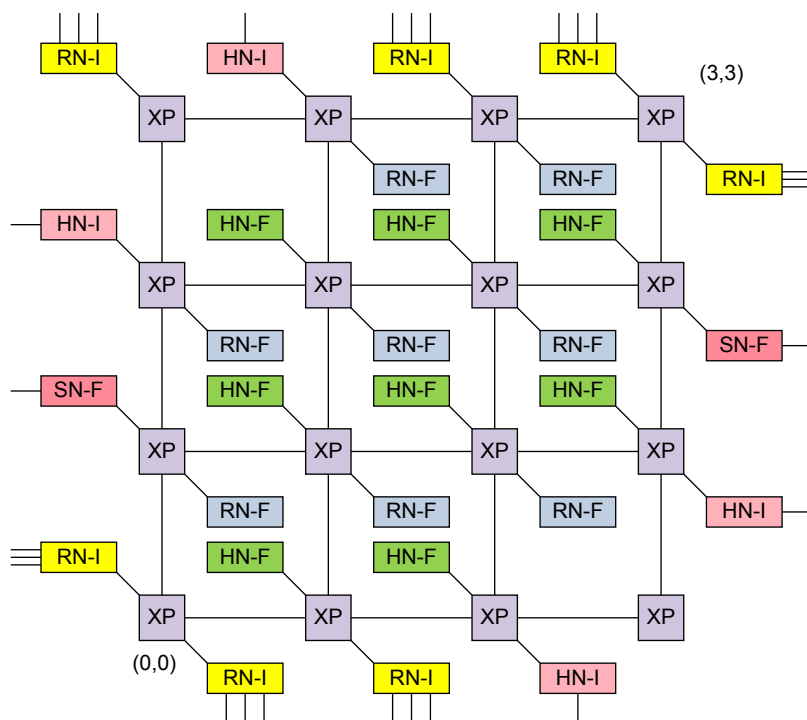 RN-I HN-I RN-I RN-I
(3,3)
XP XP XP XP
RN-F RN-F RN-I
HN-I HN-F HN-F HN-F
XP XP XP XP
RN-F RN-F RN-F SN-F
SN-F HN-F HN-F HN-F
XP XP XP XP
RN-F RN-F RN-F HN-I
RN-I HN-F HN-F
XP XP XP XP
(0,0)
RN-I RN-I HN-I